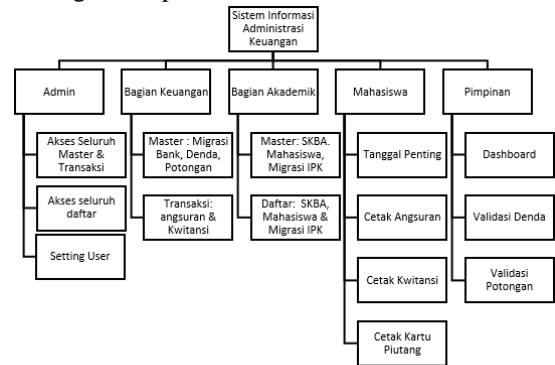 Sistem Informasi
Administrasi
Keuangan
Admin
Bagian Keuangan
Bagian Akademik
Mahasiswa
Pimpinan
Akses Seluruh
Master &
Transaksi
Master : Migrasi
Bank, Denda,
Potongan
Master: SKBA.
Mahasiswa,
Migrasi IPK
Tanggal Penting
Dashboard
Akses seluruh
daftar
Transaksi:
angsuran &
Kwitansi
Daftar: SKBA,
Mahasiswa &
Migrasi IPK
Cetak Angsuran
Validasi Denda
Setting User
Cetak Kwitansi
Validasi
Potongan
Cetak Kartu
Piutang